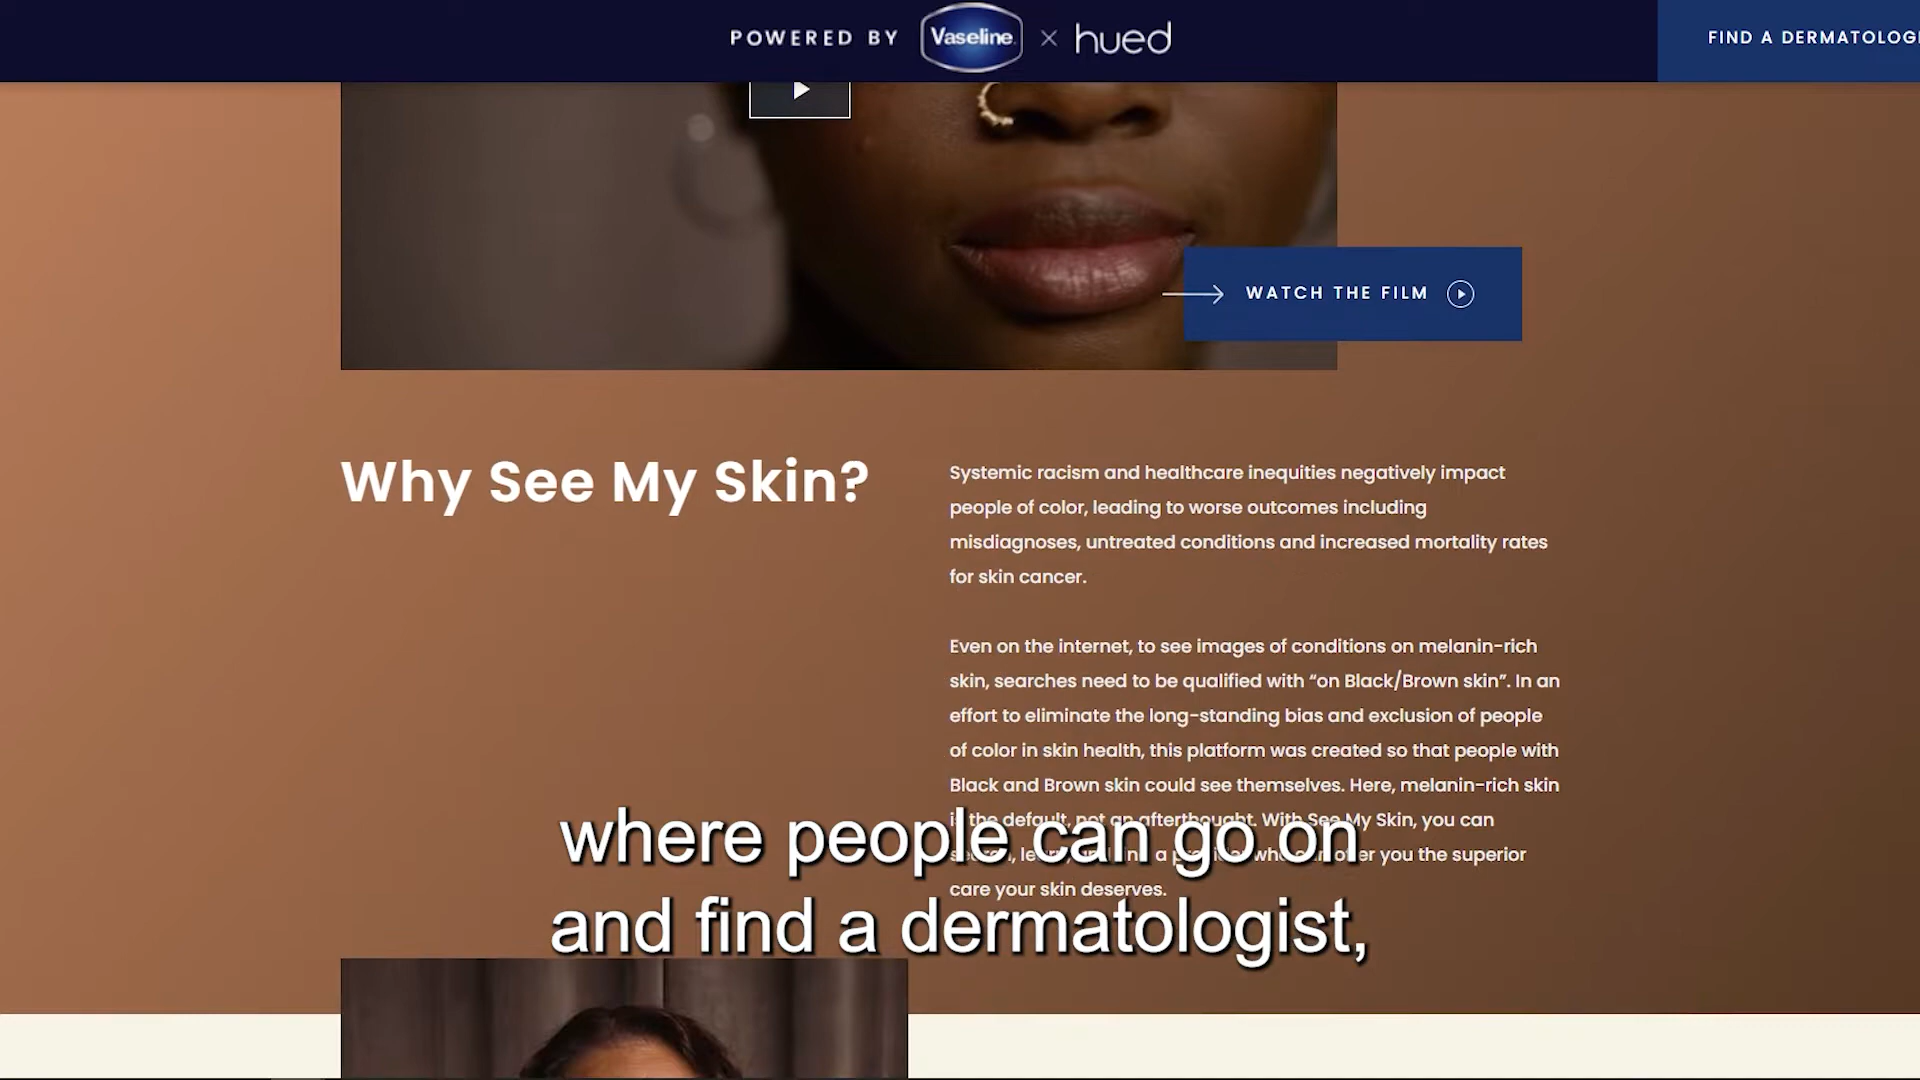 POWERED BY Vaseline × hued
FIND A DERMATOLOGI
WATCH THE FILM
Why See My Skin?
Systemic racism and healthcare inequities negatively impact
people of color, leading to worse outcomes including
misdiagnoses, untreated conditions and increased mortality rates
for skin cancer.
Even on the internet, to see images of conditions on melanin-rich
skin, searches need to be qualified with “on Black/Brown skin”. In an
effort to eliminate the long-standing bias and exclusion of people
of color in skin health, this platform was created so that people with
Black and Brown skin could see themselves. Here, melanin-rich skin
is the default, not an afterthought. With See My Skin, you can
a who you the superior
care your skin deserves.
where people can go on
and find a dermatologist,